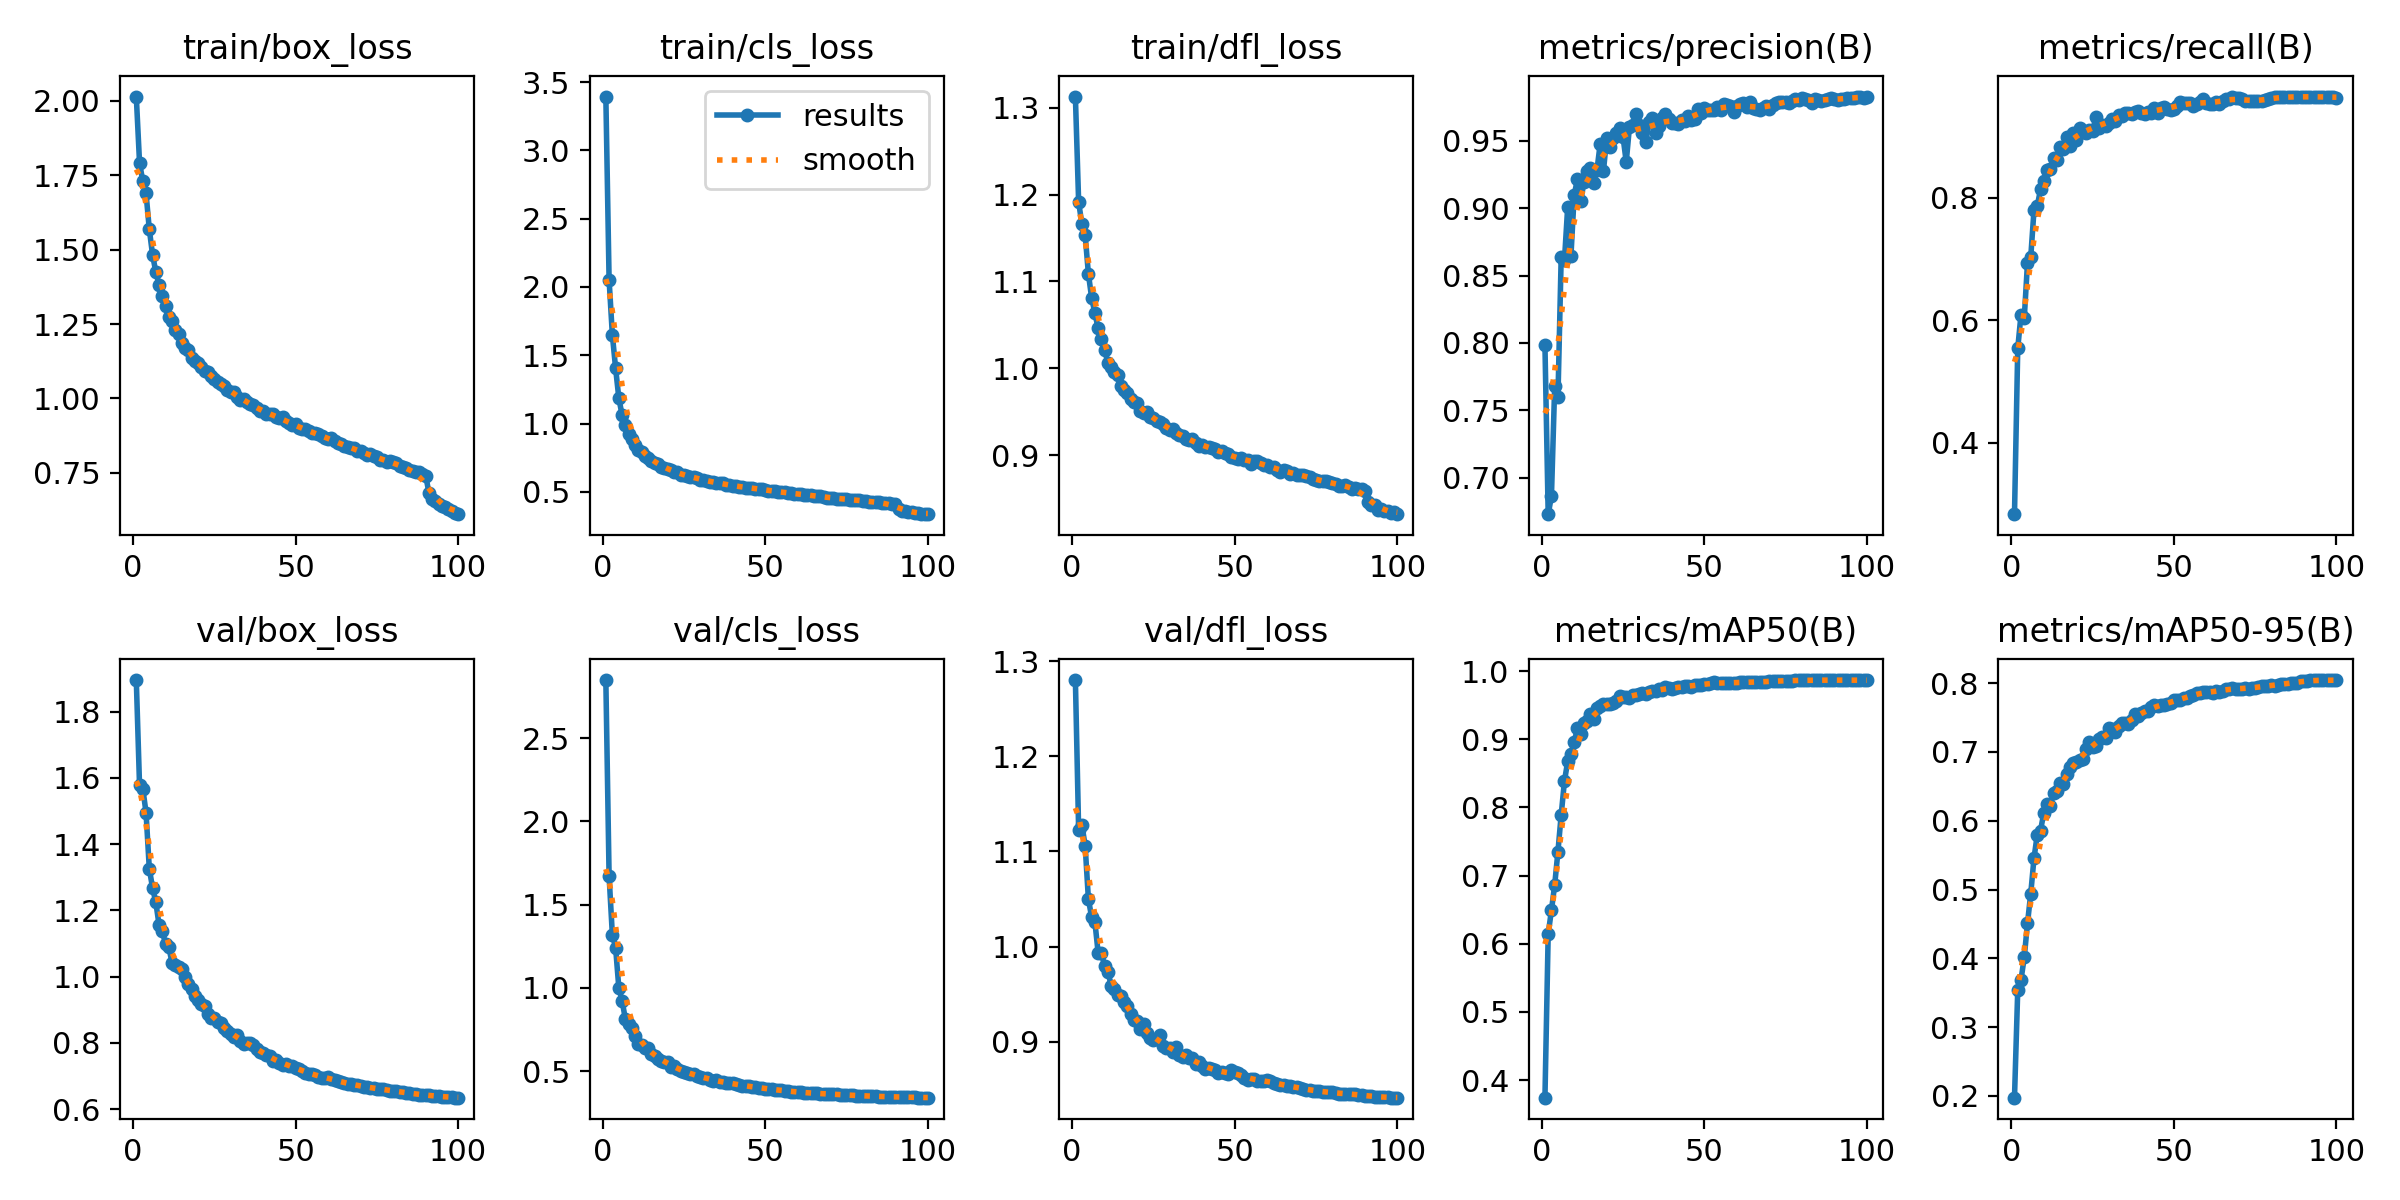 train/box_loss
2.00
1.75
1.50
1.25
1.00
0.75
0 50 100
train/cls_loss
results
smooth
3.5
3.0
2.5
2.0
1.5
1.0
0.5
0 50 100
train/dfl_loss
1.3
1.2
1.1
1.0
0.9
0 50 100
metrics/precision(B)
0.95
0.90
0.85
0.80
0.75
0.70
0 50 100
metrics/recall(B)
0.8
0.6
0.4
0 50 100
val/box_loss
1.8
1.6
1.4
1.2
1.0
0.8
0.6
0 50 100
val/cls_loss
2.5
2.0
1.5
1.0
0.5
0 50 100
val/dfl_loss
1.3
1.2
1.1
1.0
0.9
0 50 100
metrics/mAP50(B)
1.0
0.9
0.8
0.7
0.6
0.5
0.4
0 50 100
metrics/mAP50-95(B)
0.8
0.7
0.6
0.5
0.4
0.3
0.2
0 50 100